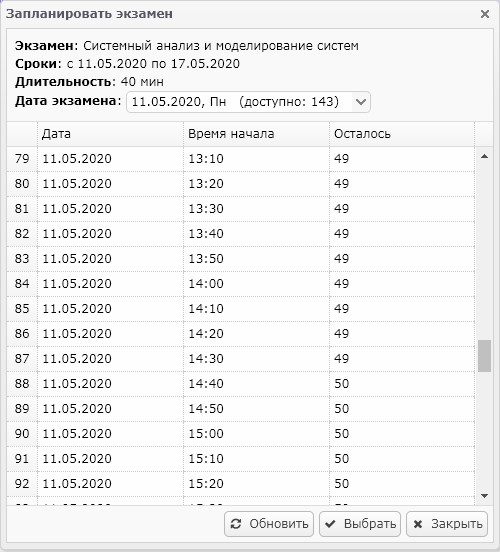 Запланировать экзамен
Экзамен: Системный анализ и моделирование систем
Сроки: с 11.05.2020 по 17.05.2020
Длительность: 40 мин
Дата экзамена: 11.05.2020, Пн (доступно: 143)
Дата Время начала Осталось
79 11.05.2020 13:10 49
80 11.05.2020 13:20 49
81 11.05.2020 13:30 49
82 11.05.2020 13:40 49
83 11.05.2020 13:50 49
84 11.05.2020 14:00 49
85 11.05.2020 14:10 49
86 11.05.2020 14:20 49
87 11.05.2020 14:30 49
88 11.05.2020 14:40 50
89 11.05.2020 14:50 50
90 11.05.2020 15:00 50
91 11.05.2020 15:10 50
92 11.05.2020 15:20 50
Обновить Выбрать Закрыть